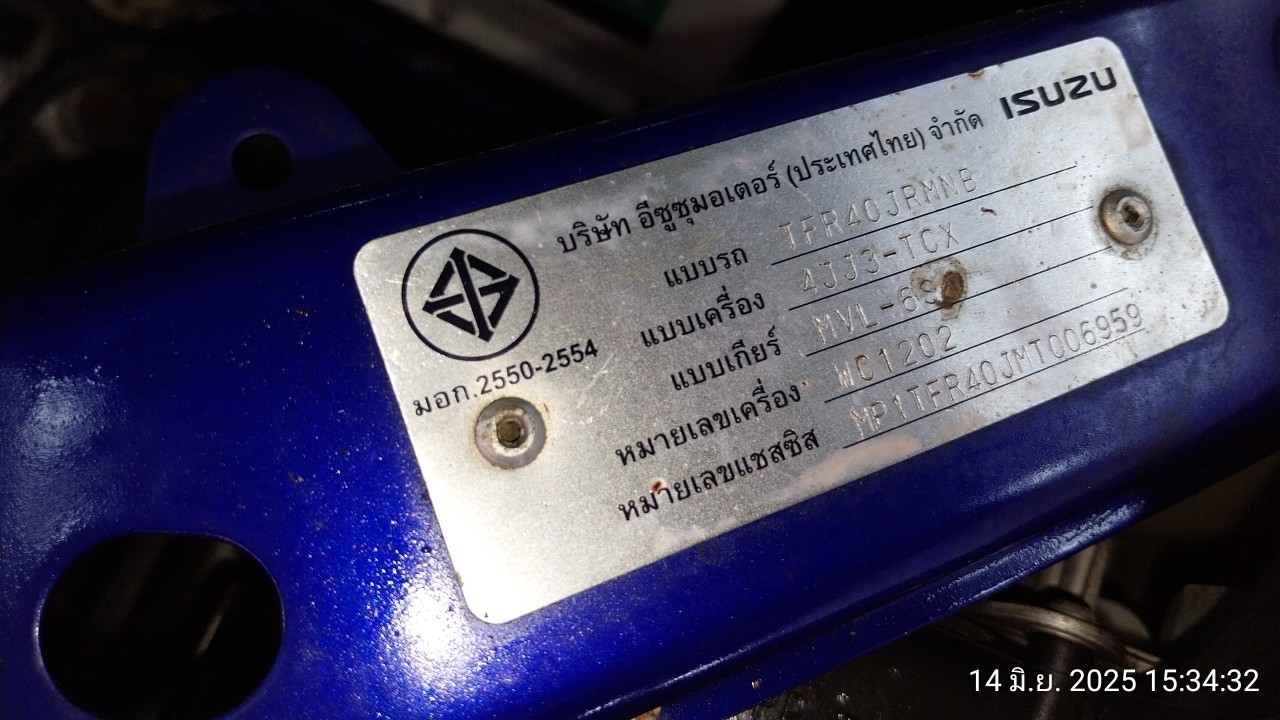 ISUZU
บริษัท อีซูซุมอเตอร์ (ประเทศไทย) จำกัด
แบบรถ TFR40JRMNB
แบบเครื่อง 4JJ3-TCX
แบบเกียร์ MVL-6S
หมายเลขเครื่อง WC1202
หมายเลขแชสซิส MP1TFR40JMT006959
มอก.2550-2554
14 มิ.ย. 2025 15:34:32